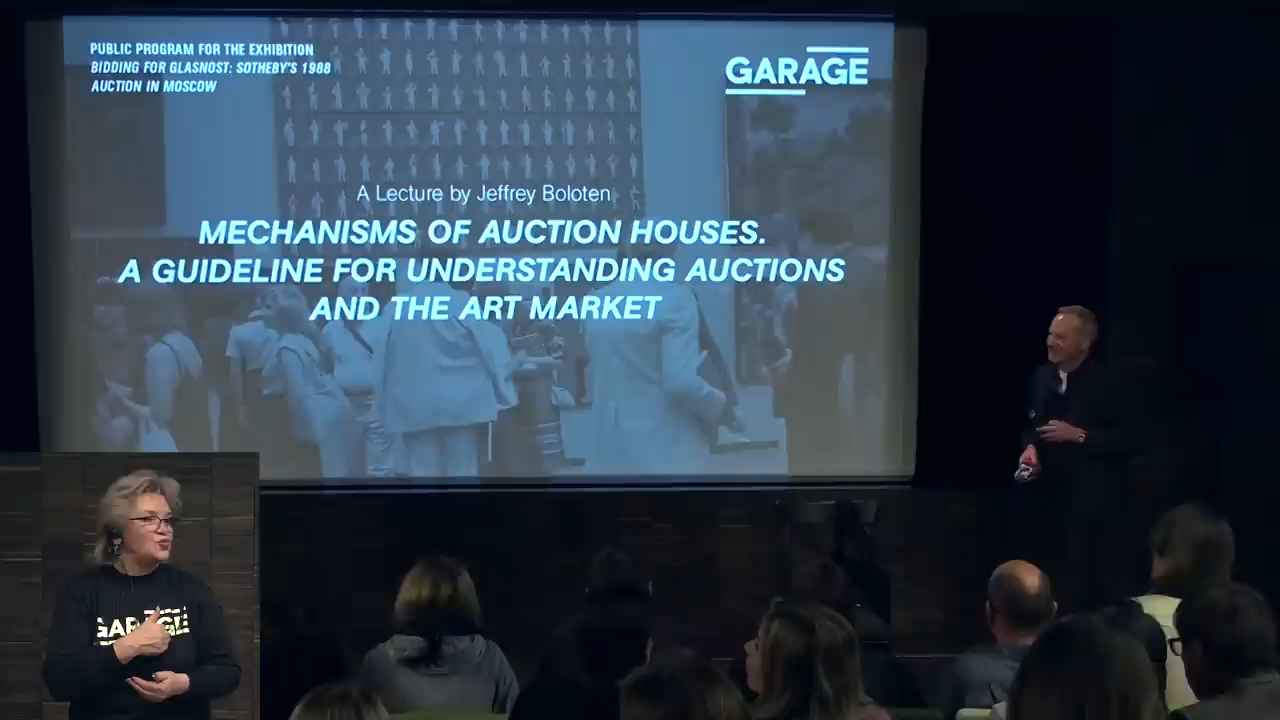 PUBLIC PROGRAM FOR THE EXHIBITION
BIDDING FOR GLASNOST: SOTHEBY'S 1988
AUCTION IN MOSCOW
GARAGE
A Lecture by Jeffrey Boloten
MECHANISMS OF AUCTION HOUSES.
A GUIDELINE FOR UNDERSTANDING AUCTIONS
AND THE ART MARKET
GARAGE